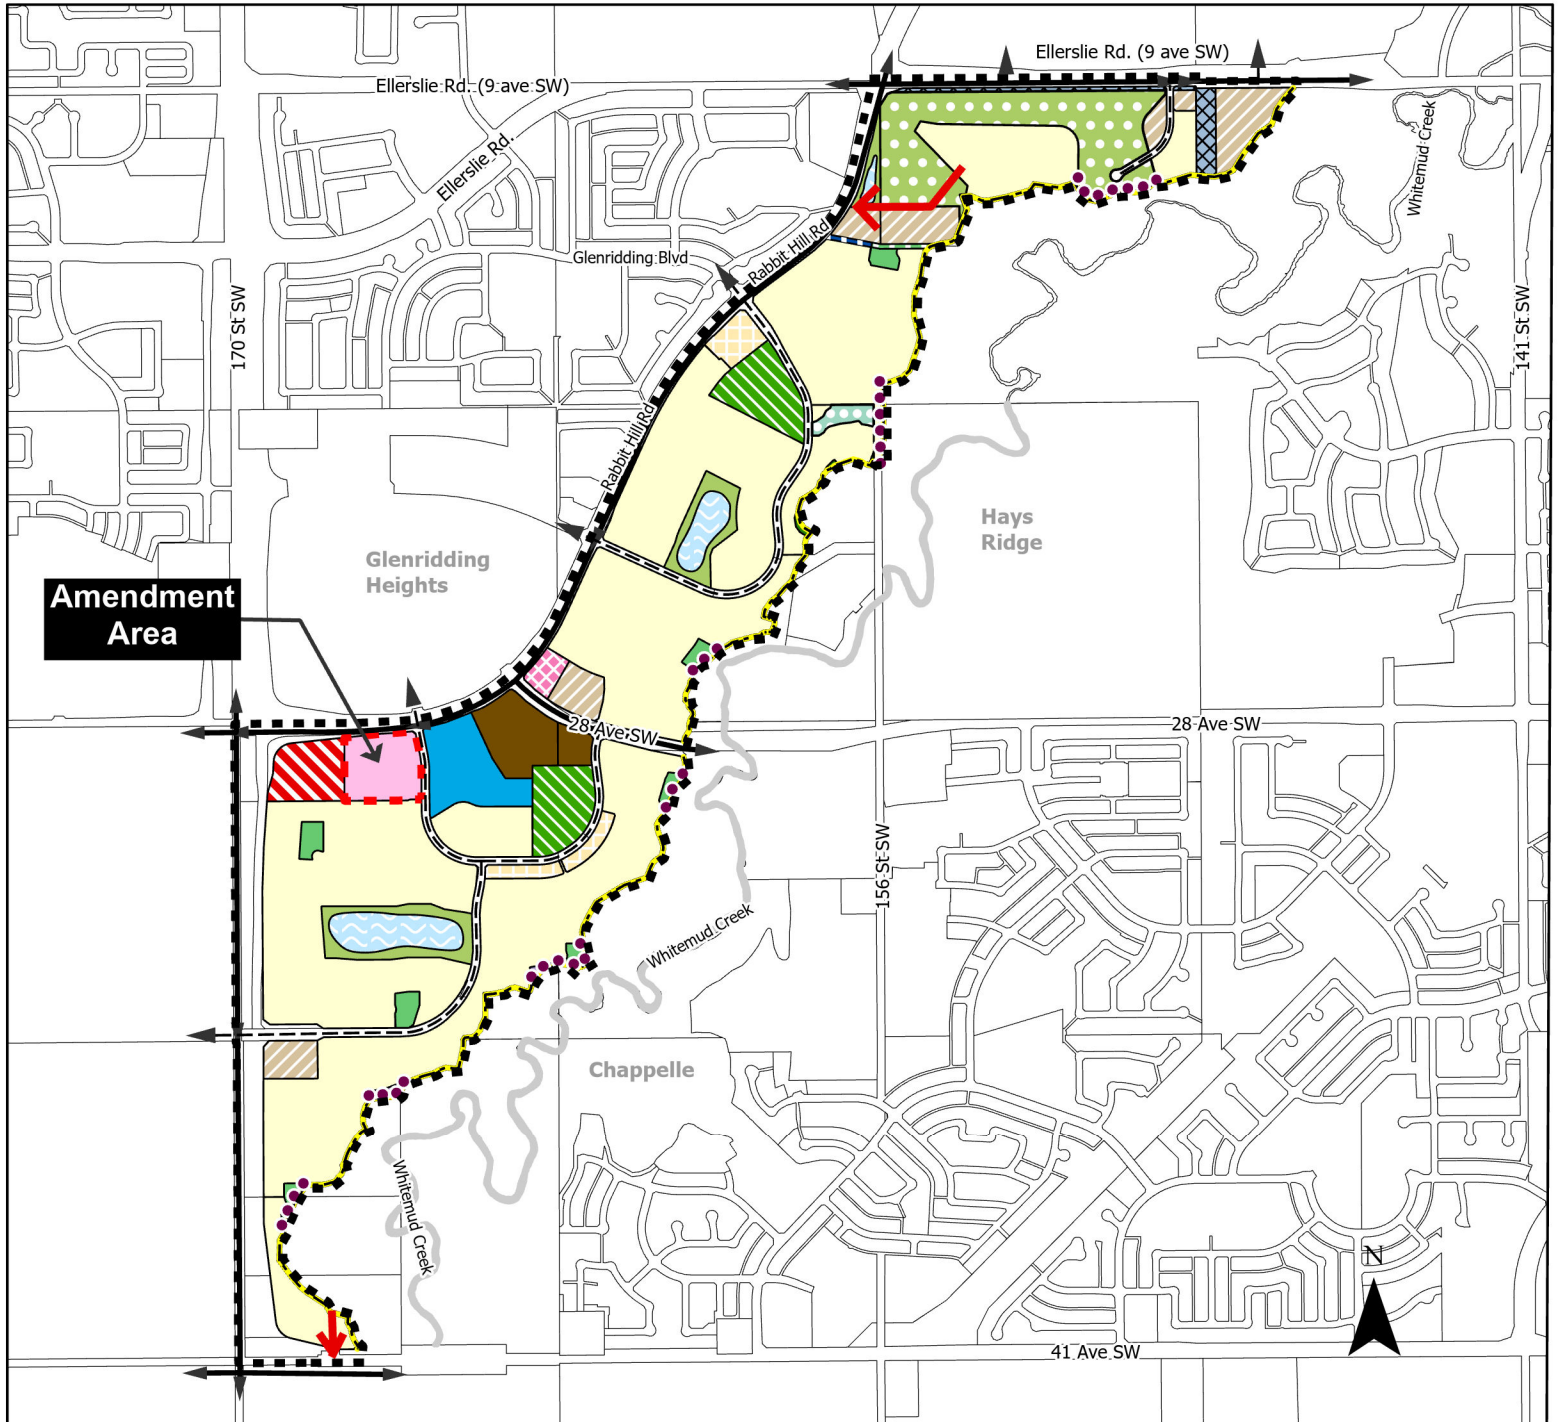 Ellerslie Rd. (9 ave SW)
Ellerslie Rd. (9 ave SW)
Ellerslie Rd.
Whitemud Creek
Rabbit Hill Rd
Glenridding Blvd
170 St SW
141 St SW
Rabbit Hill Rd
Hays
Ridge
Glenridding
Heights
Amendment
Area
28 Ave SW
28 Ave SW
156 St SW
Whitemud Creek
Chappelle
Whitemud Creek
N
41 Ave SW